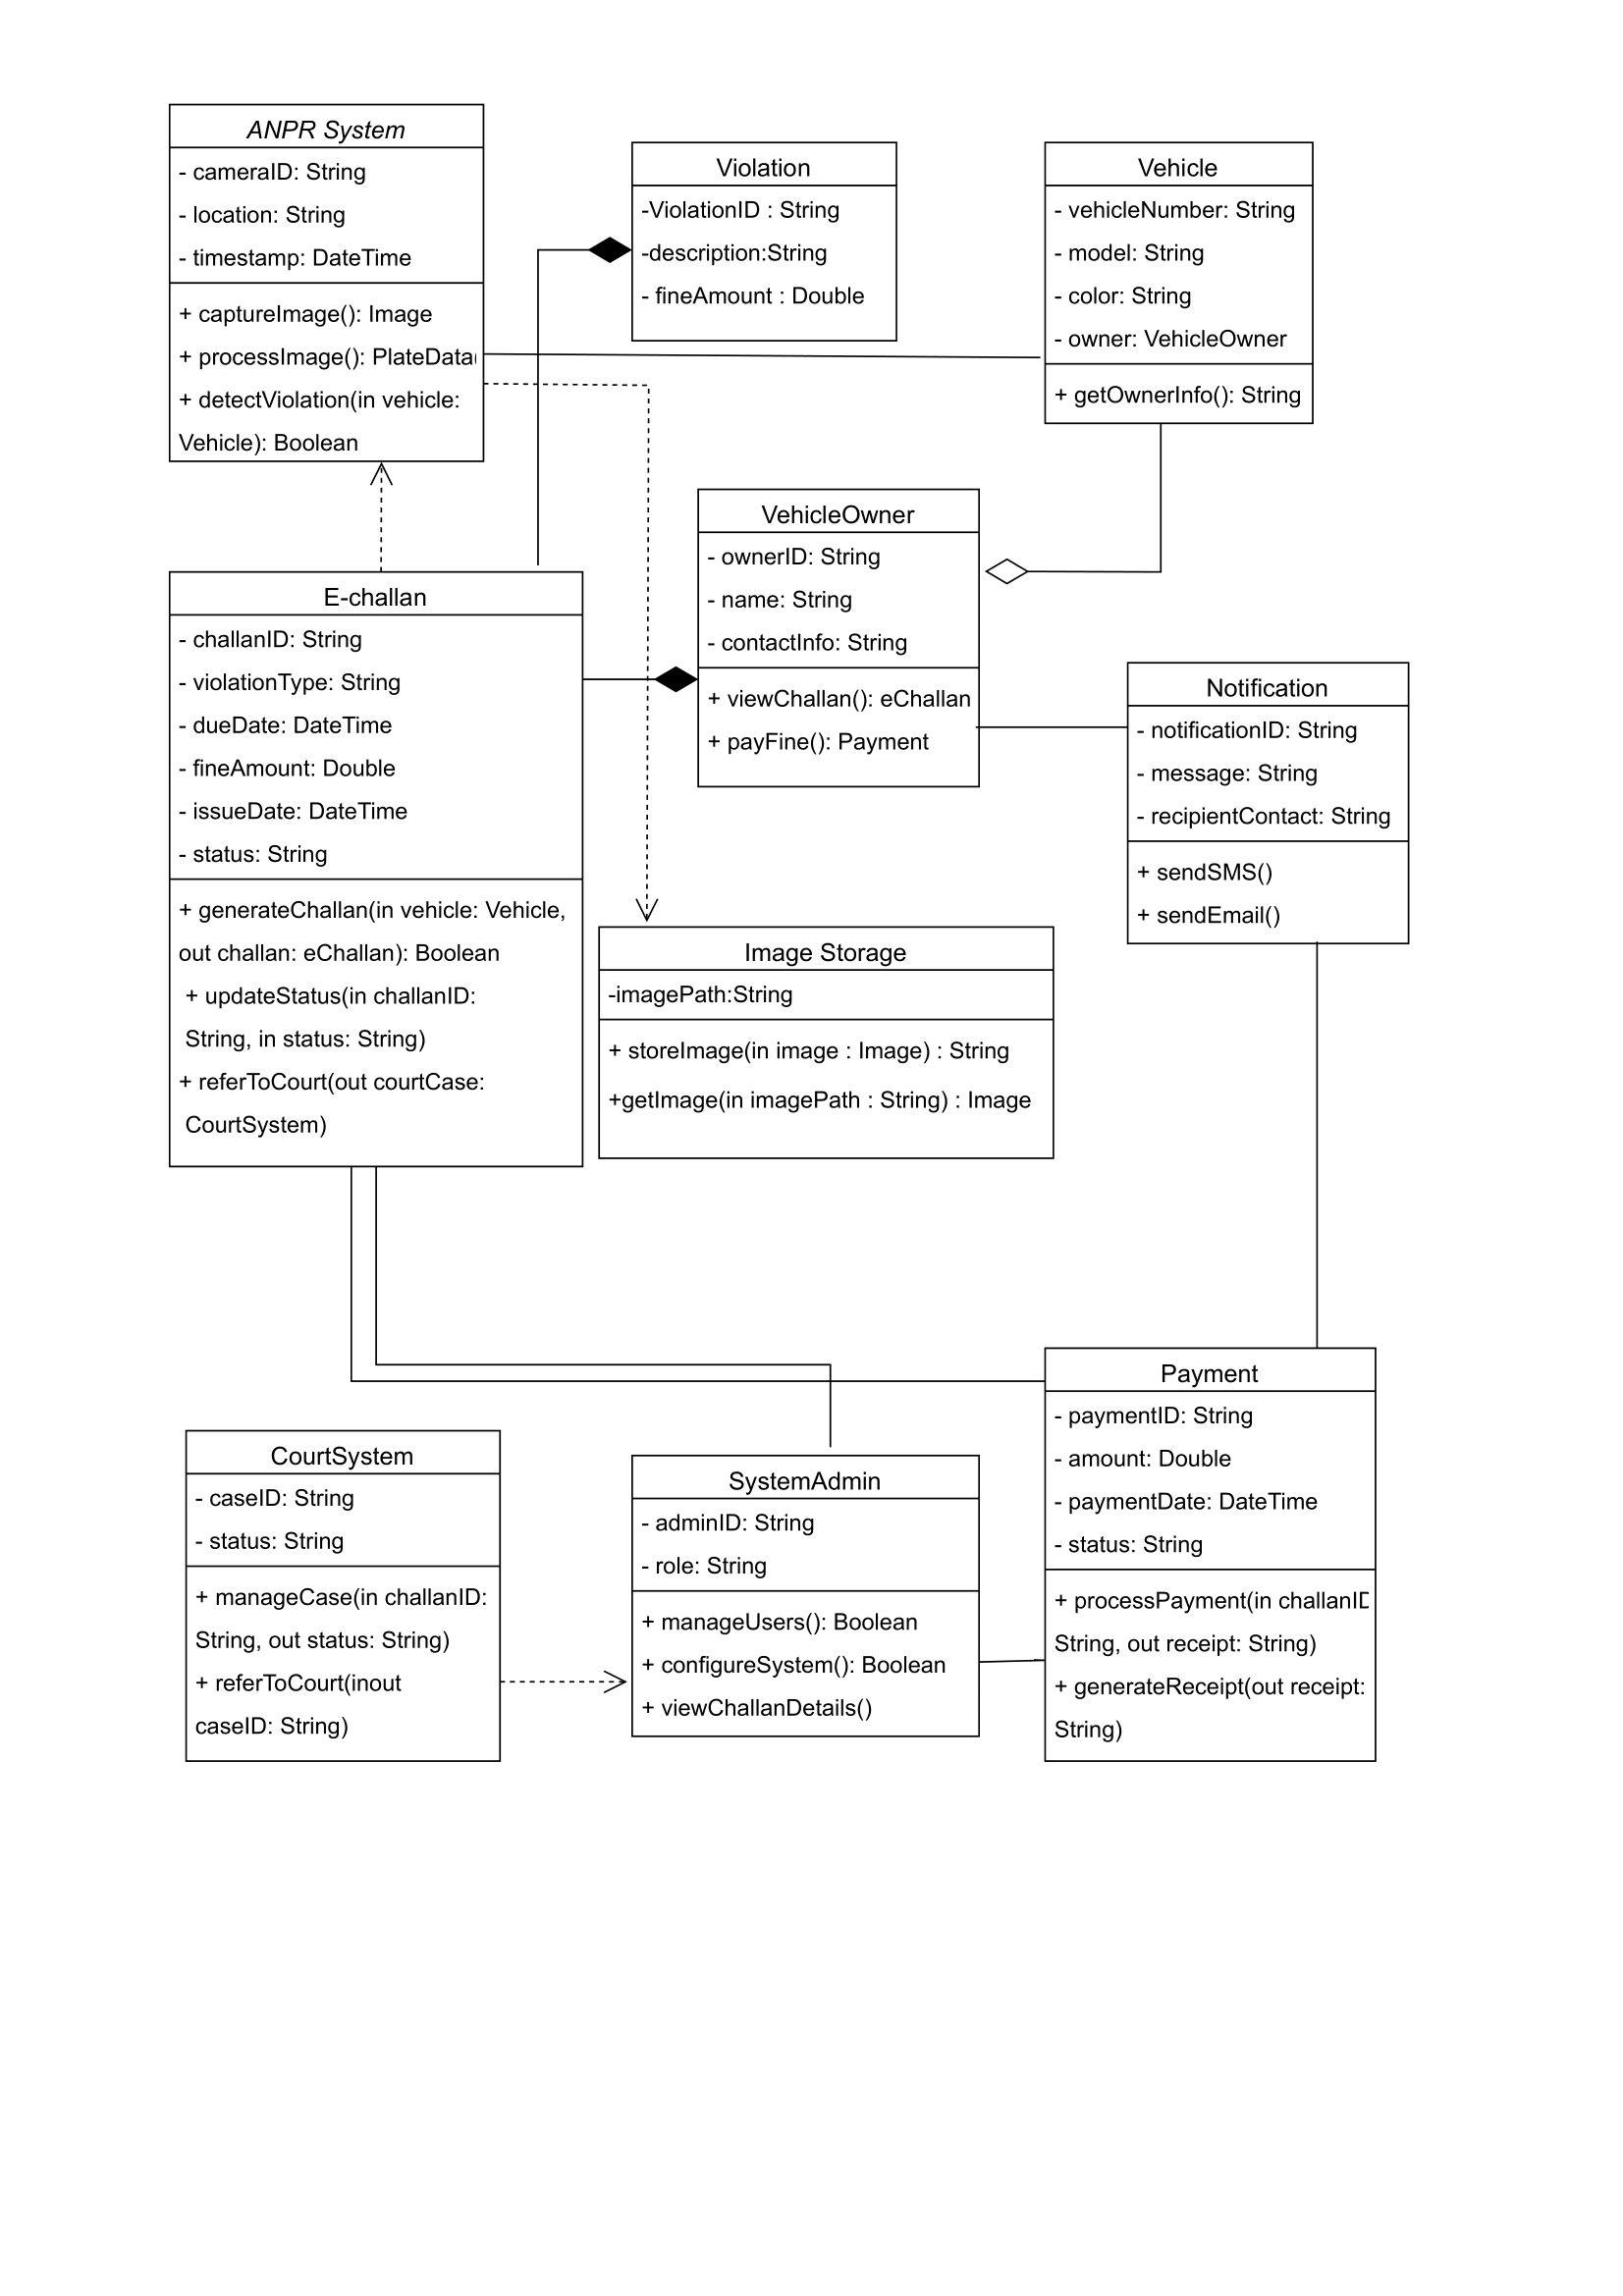 ANPR System
- cameraID: String
- location: String
- timestamp: DateTime
+ captureImage(): Image
+ processImage(): PlateData
+ detectViolation(in vehicle:
Vehicle): Boolean
Violation
-ViolationID : String
-description:String
- fineAmount : Double
Vehicle
- vehicleNumber: String
- model: String
- color: String
- owner: VehicleOwner
+ getOwnerInfo(): String
VehicleOwner
- ownerID: String
- name: String
- contactInfo: String
+ viewChallan(): eChallan
+ payFine(): Payment
E-challan
- challanID: String
- violationType: String
- dueDate: DateTime
- fineAmount: Double
- issueDate: DateTime
- status: String
+ generateChallan(in vehicle: Vehicle,
out challan: eChallan): Boolean
+ updateStatus(in challanID:
String, in status: String)
+ referToCourt(out courtCase:
CourtSystem)
Notification
- notificationID: String
- message: String
- recipientContact: String
+ sendSMS()
+ sendEmail()
Image Storage
-imagePath:String
+ storeImage(in image : Image) : String
+getImage(in imagePath : String) : Image
CourtSystem
- caseID: String
- status: String
+ manageCase(in challanID:
String, out status: String)
+ referToCourt(inout
caseID: String)
SystemAdmin
- adminID: String
- role: String
+ manageUsers(): Boolean
+ configureSystem(): Boolean
+ viewChallanDetails()
Payment
- paymentID: String
- amount: Double
- paymentDate: DateTime
- status: String
+ processPayment(in challanID
String, out receipt: String)
+ generateReceipt(out receipt:
String)